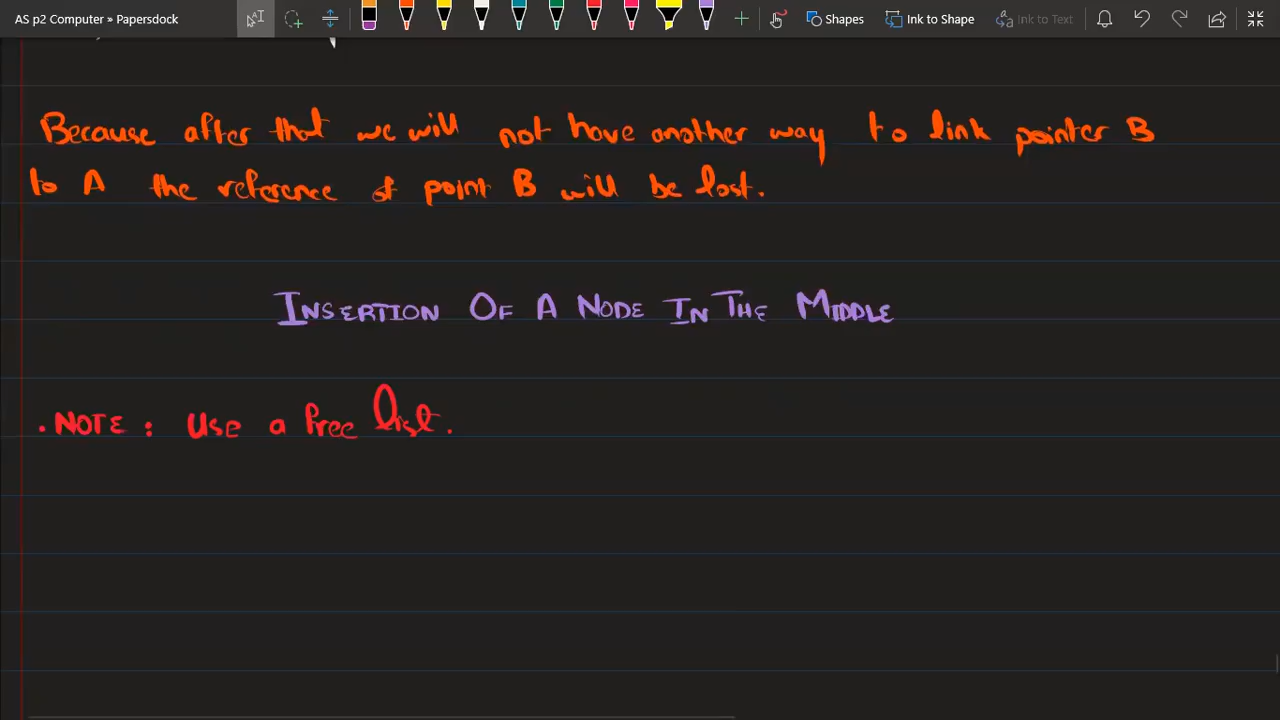 AS p2 Computer » Papersdock
Shapes
Ink to Shape
Ink to Text
Because after that we will not have another way to link pointer B
to A the reference of point B will be lost.
INSERTION OF A NODE IN THE MIDDLE
. NOTE : Use a free list.